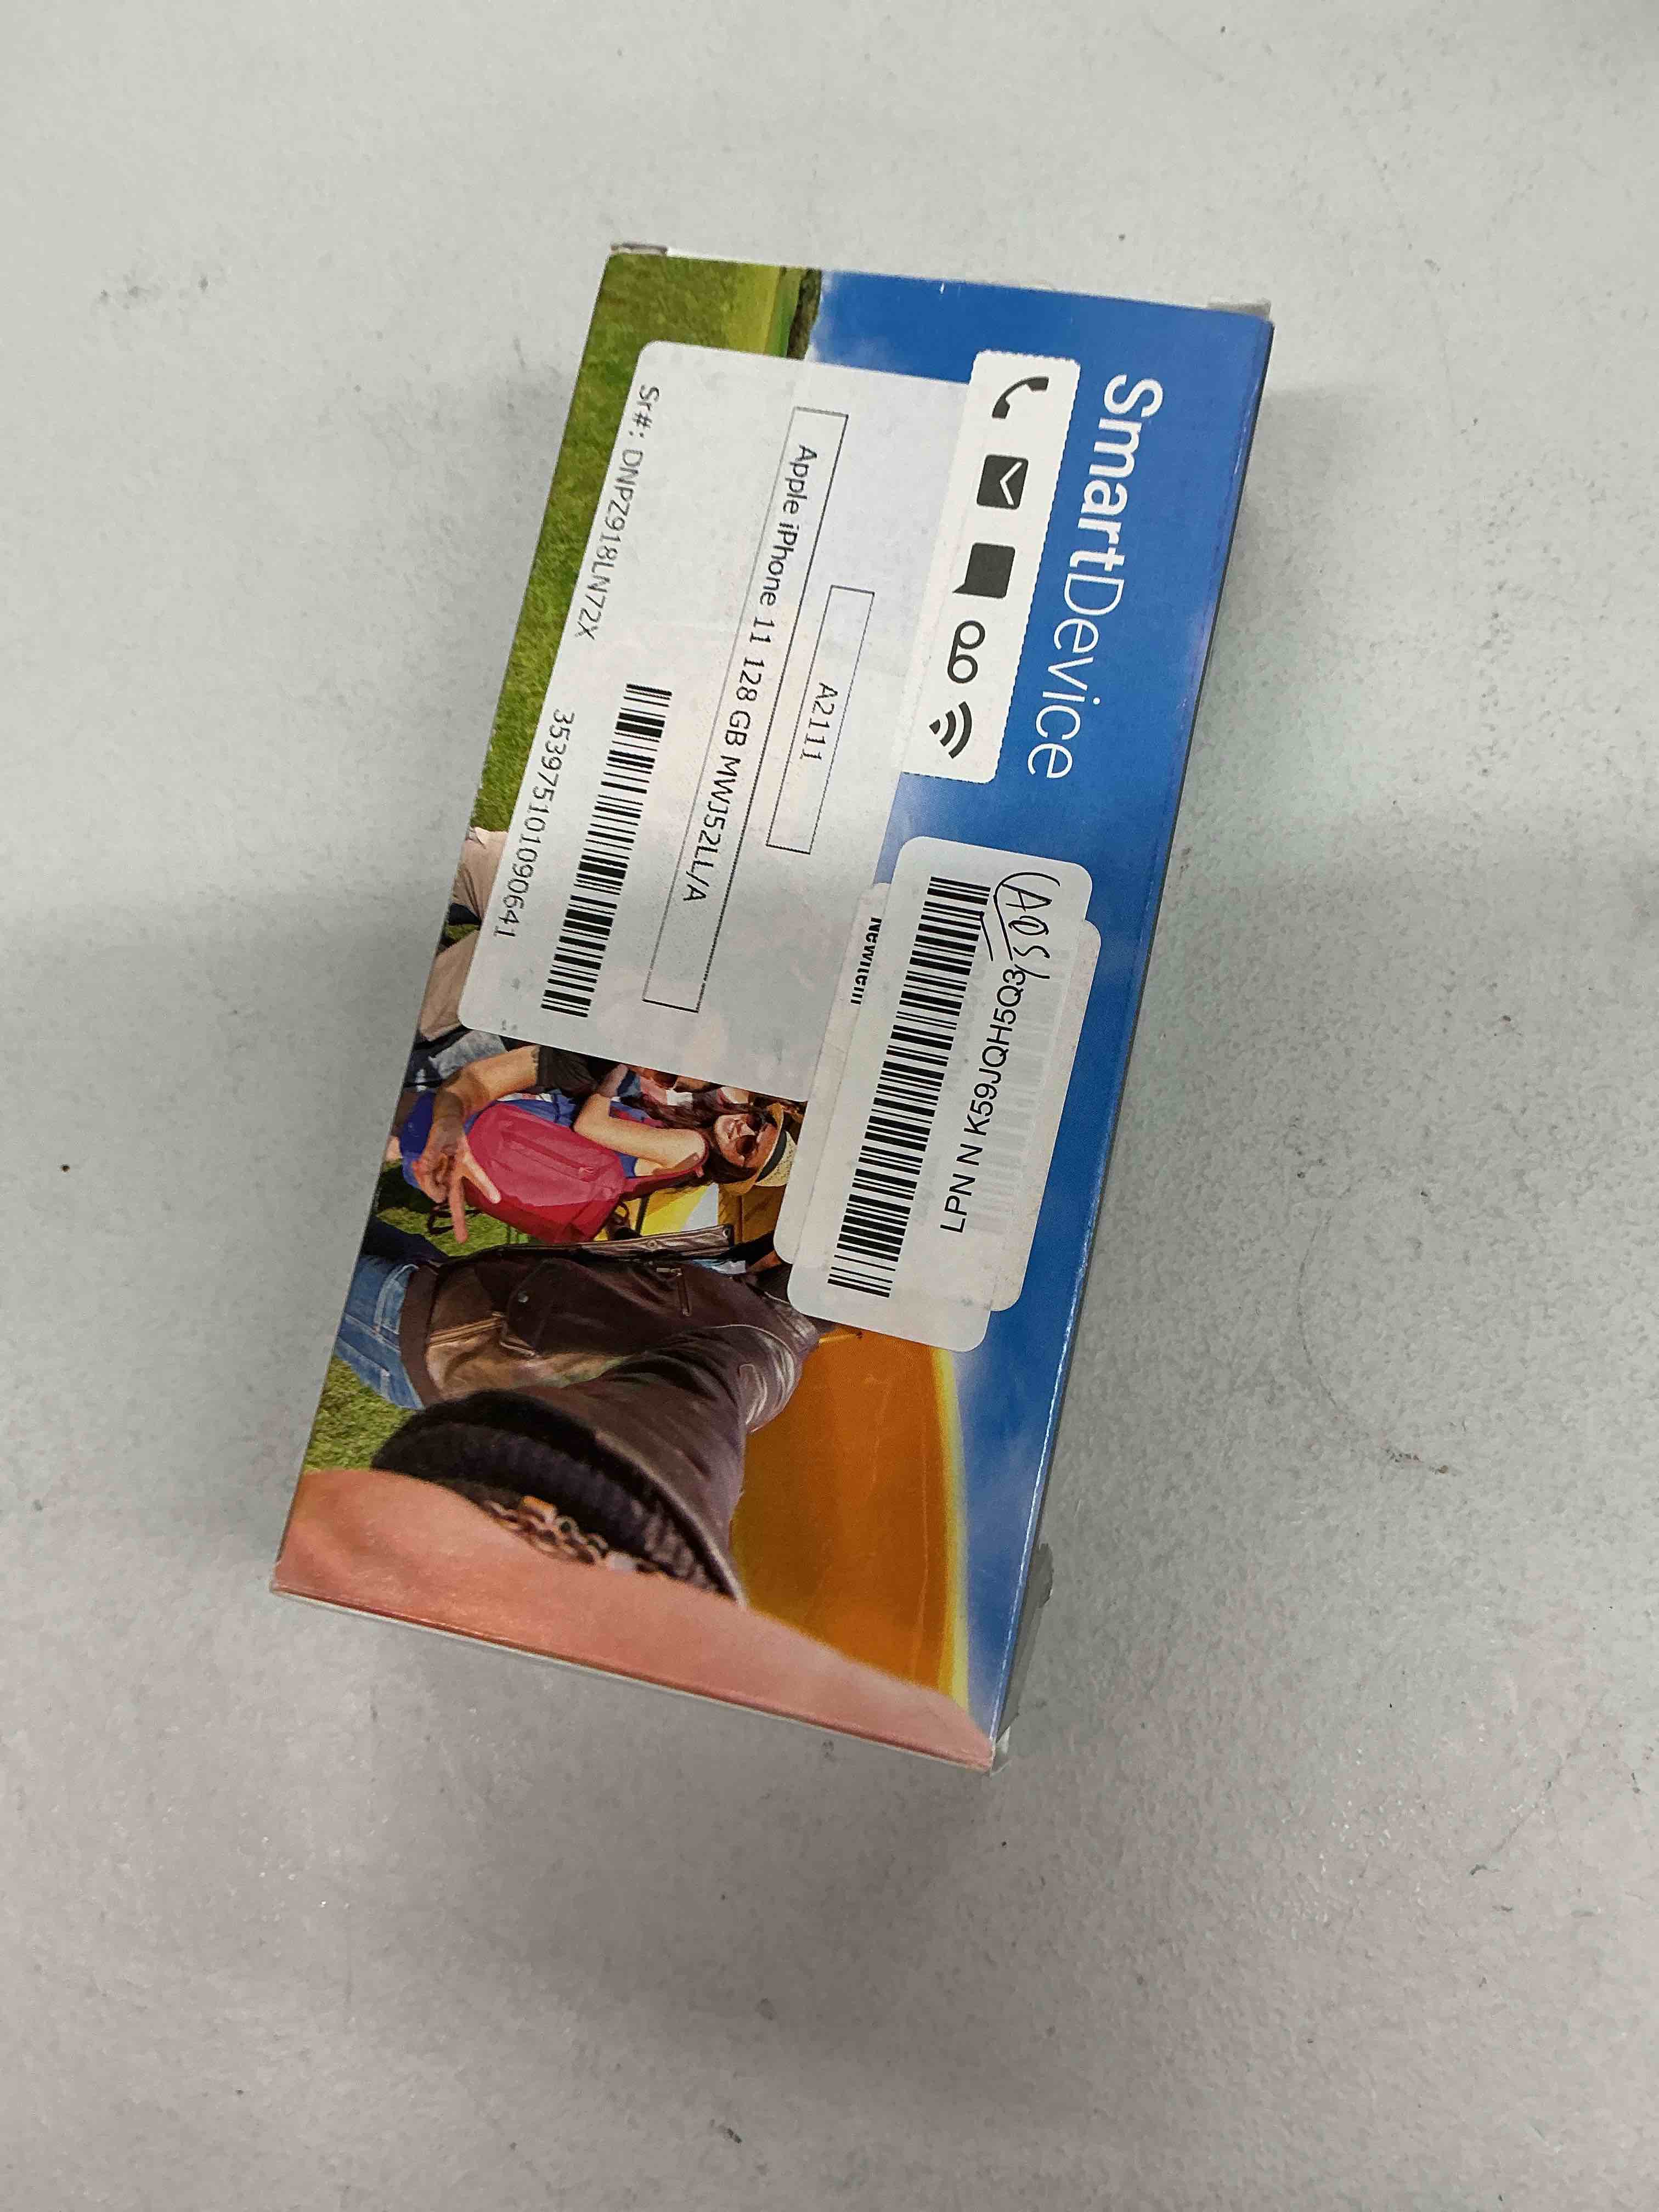 SmartDevice
A2111
Apple iPhone 11 128 GB MWJ52LL/A
353975101090641
Sr#: DNPZ918LN72X
LPN N K59JQH5Q3